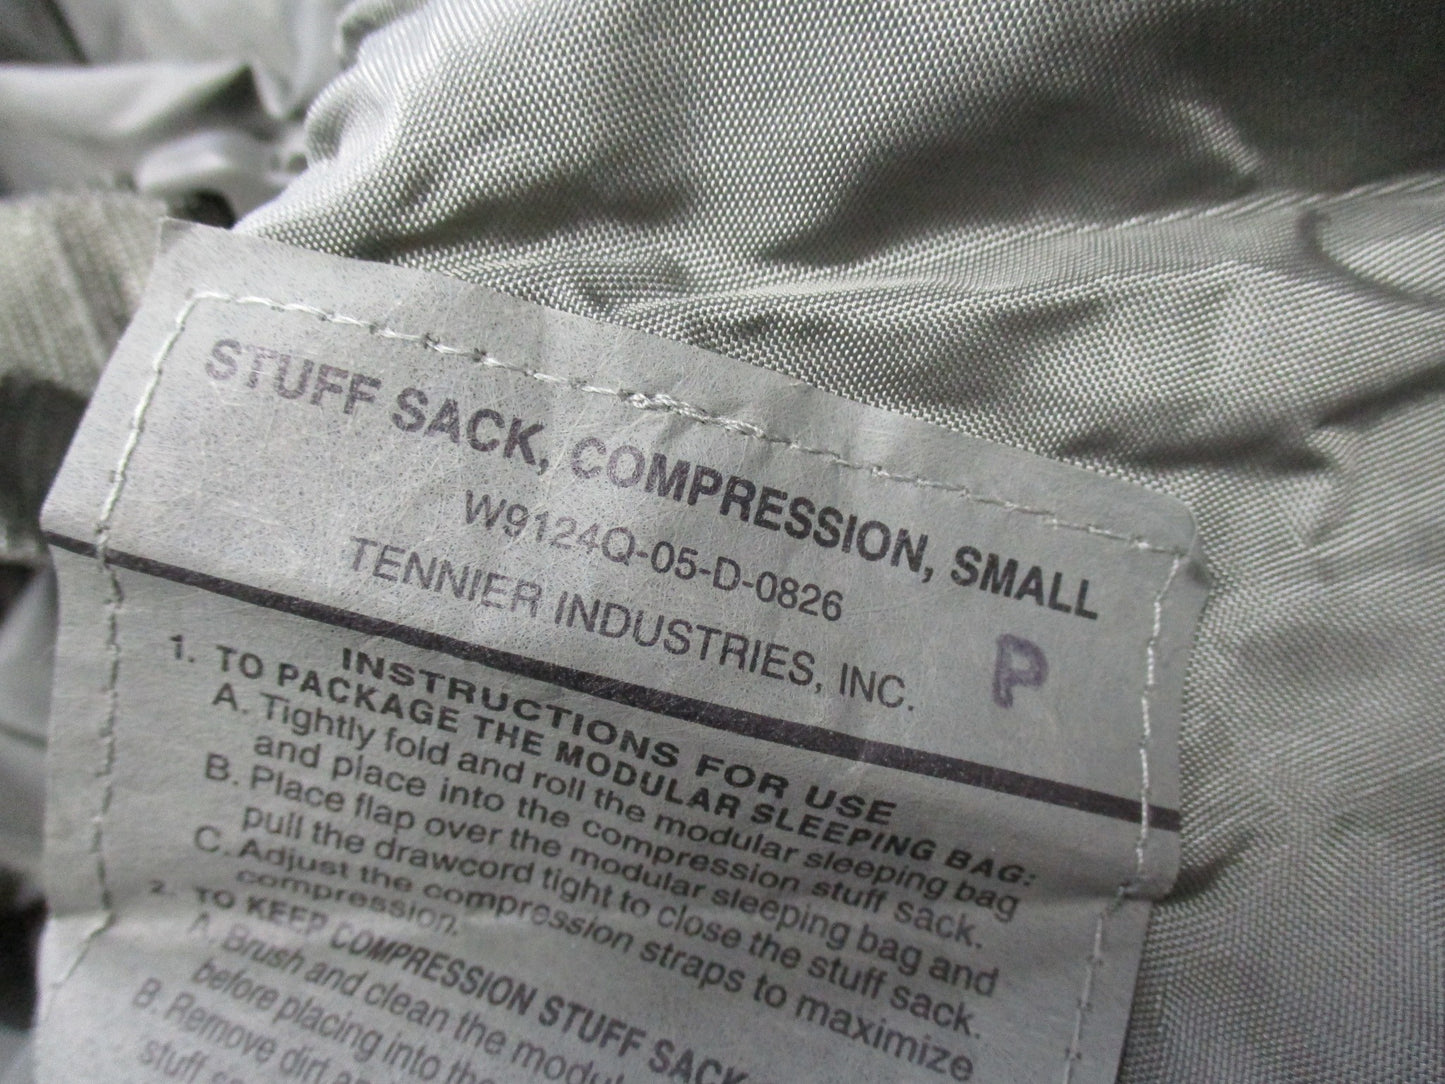 STUFF SACK, COMPRESSION, SMALL
W9124Q-05-D-0826
TENNIER INDUSTRIES, INC.
P
INSTRUCTIONS FOR USE
1. TO PACKAGE THE MODULAR SLEEPING BAG:
A. Tightly fold and roll the modular sleeping bag
and place into the compression stuff sack.
B. Place flap over the modular sleeping bag and
pull the drawcord tight to close the stuff sack.
C. Adjust the compression straps to maximize
compression.
2. TO KEEP COMPRESSION STUFF SACK
A. Brush and clean the
before placing into the
B. Remove dirt
stuff